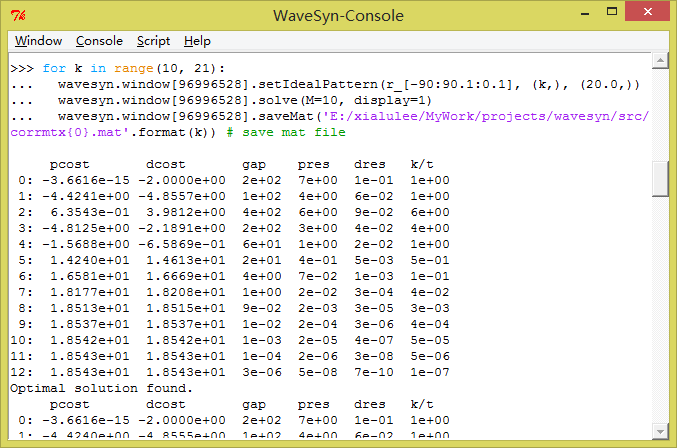 WaveSyn-Console
Window Console Script Help
>>> for k in range(10, 21):
...   wavesyn.window[96996528].setIdealPattern(r_[-90:90.1:0.1], (k,), (20.0,))
...   wavesyn.window[96996528].solve(M=10, display=1)
...   wavesyn.window[96996528].saveMat('E:/xialulee/MyWork/projects/wavesyn/src/
corrmtx{0}.mat'.format(k)) # save mat file
     pcost       dcost       gap    pres   dres   k/t
 0: -3.6616e-15 -2.0000e+00  2e+02  7e+00  1e-01  1e+00
 1: -4.4241e+00 -4.8557e+00  1e+02  4e+00  6e-02  1e+00
 2:  6.3543e-01  3.9812e+00  4e+02  6e+00  9e-02  6e+00
 3: -4.8125e+00 -2.1891e+00  2e+02  3e+00  4e-02  4e+00
 4: -1.5688e+00 -6.5869e-01  6e+01  1e+00  2e-02  1e+00
 5:  1.4240e+01  1.4613e+01  2e+01  4e-01  5e-03  5e-01
 6:  1.6581e+01  1.6669e+01  4e+00  7e-02  1e-03  1e-01
 7:  1.8177e+01  1.8208e+01  1e+00  2e-02  3e-04  4e-02
 8:  1.8513e+01  1.8515e+01  9e-02  2e-03  3e-05  3e-03
 9:  1.8537e+01  1.8537e+01  1e-02  2e-04  3e-06  4e-04
10:  1.8542e+01  1.8542e+01  1e-03  2e-05  4e-07  5e-05
11:  1.8543e+01  1.8543e+01  1e-04  2e-06  3e-08  5e-06
12:  1.8543e+01  1.8543e+01  3e-06  5e-08  7e-10  1e-07
Optimal solution found.
     pcost       dcost       gap    pres   dres   k/t
 0: -3.6616e-15 -2.0000e+00  2e+02  7e+00  1e-01  1e+00
 1: -4.4240e+00 -4.8555e+00  1e+02  4e+00  6e-02  1e+00